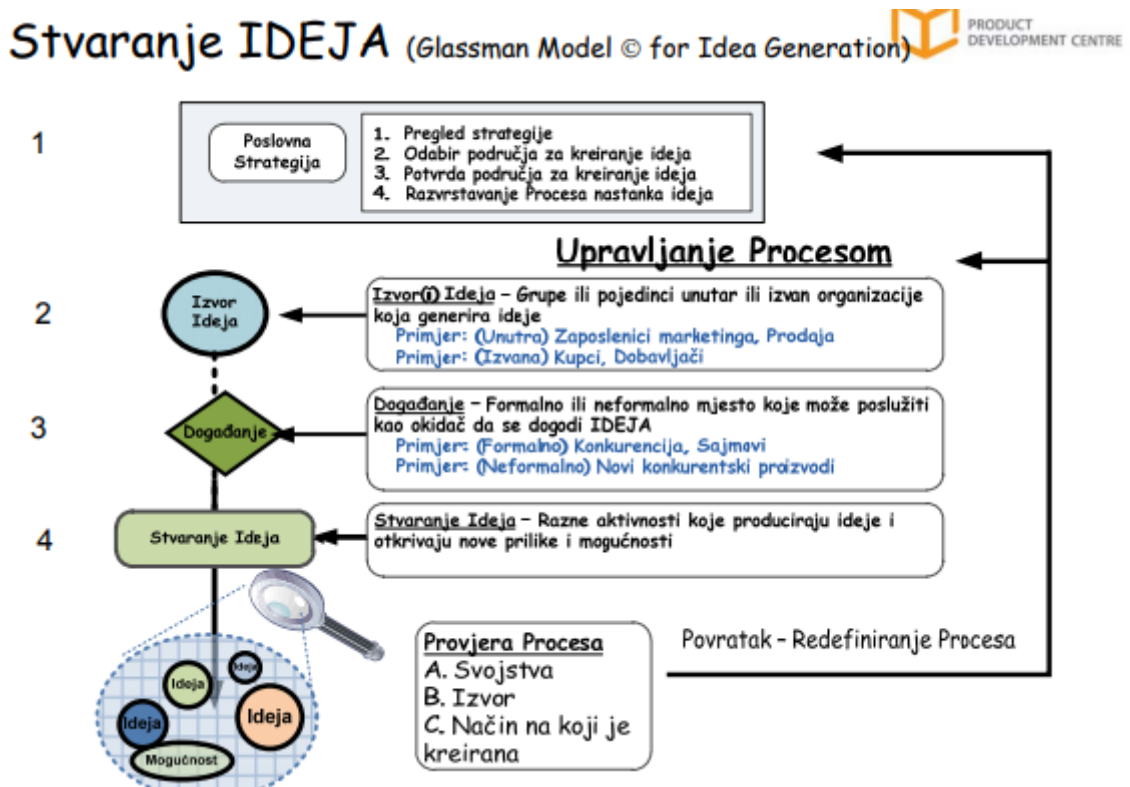 Stvaranje IDEJA (Glassman Model © for Idea Generation)
PRODUCT
DEVELOPMENT CENTRE
1
Poslovna
Strategija
1. Pregled strategije
2. Odabir područja za kreiranje ideja
3. Potvrda područja za kreiranje ideja
4. Razvrstavanje Procesa nastanka ideja
Upravljanje Procesom
2
Izvor
Ideja
Izvor(i) Ideja – Grupe ili pojedinci unutar ili izvan organizacije
koja generira ideje
Primjer: (Unutra) Zaposlenici marketinga, Prodaja
Primjer: (Izvana) Kupci, Dobavljači
3
Događanje
Događanje – Formalno ili neformalno mjesto koje može poslužiti
kao okidač da se dogodi IDEJA
Primjer: (Formalno) Konkurencija, Sajmovi
Primjer: (Neformalno) Novi konkurentski proizvodi
4
Stvaranje Ideja
Stvaranje Ideja – Razne aktivnosti koje produciraju ideje i
otkrivaju nove prilike i mogućnosti
Ideja
Ideja
Ideja
Ideja
Mogućnost
Provjera Procesa
A. Svojstva
B. Izvor
C. Način na koji je
kreirana
Povratak – Redefiniranje Procesa